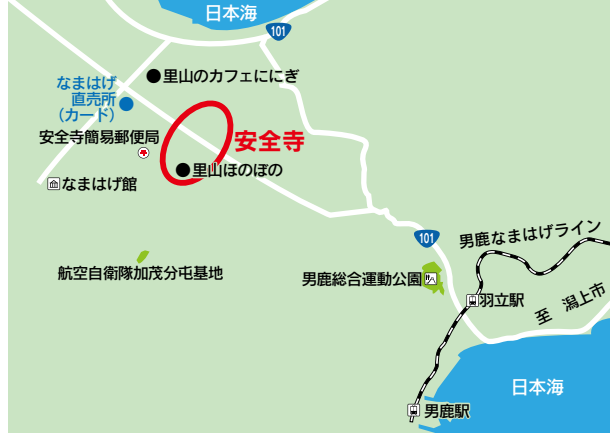 日本海
101
里山のカフェににぎ
なまはげ
直売所
（カード）
安全寺簡易郵便局
安全寺
里山ほのぼの
なまはげ館
101
男鹿なまはげライン
航空自衛隊加茂分屯基地
男鹿総合運動公園
羽立駅
至 潟上市
日本海
男鹿駅